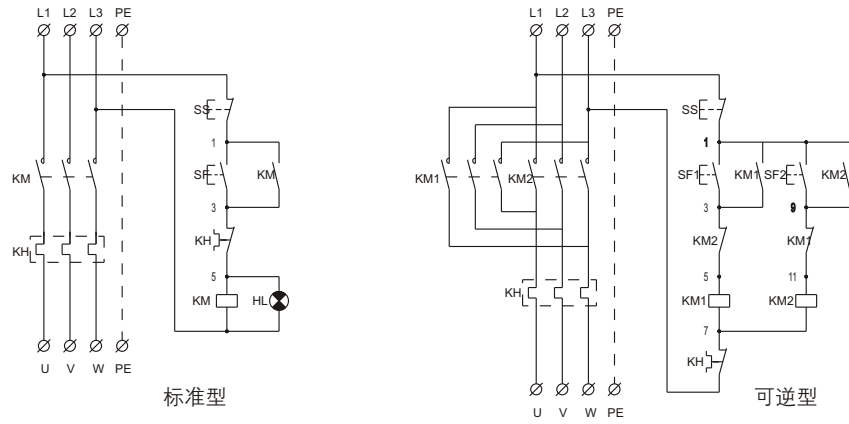 L1 L2 L3 PE
SS
1
KM
SF
KM
3
KH
KH
5
KM
HL
U V W PE
标准型
L1 L2 L3 PE
SS
1
KM1
KM2
SF1
KM1
SF2
KM2
3
9
KM2
KM1
KH
5
11
KM1
KM2
7
KH
U V W PE
可逆型